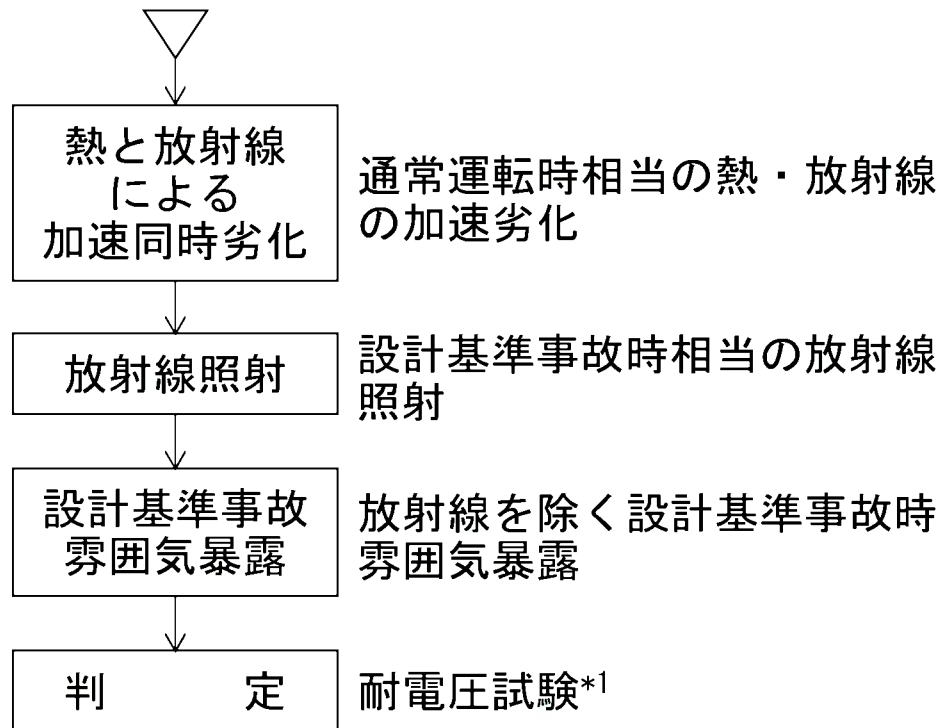 熱と放射線
による
加速同時劣化
通常運転時相当の熱・放射線
の加速劣化
放射線照射
設計基準事故時相当の放射線
照射
設計基準事故
雰囲気暴露
放射線を除く設計基準事故時
雰囲気暴露
判　　定
耐電圧試験*1